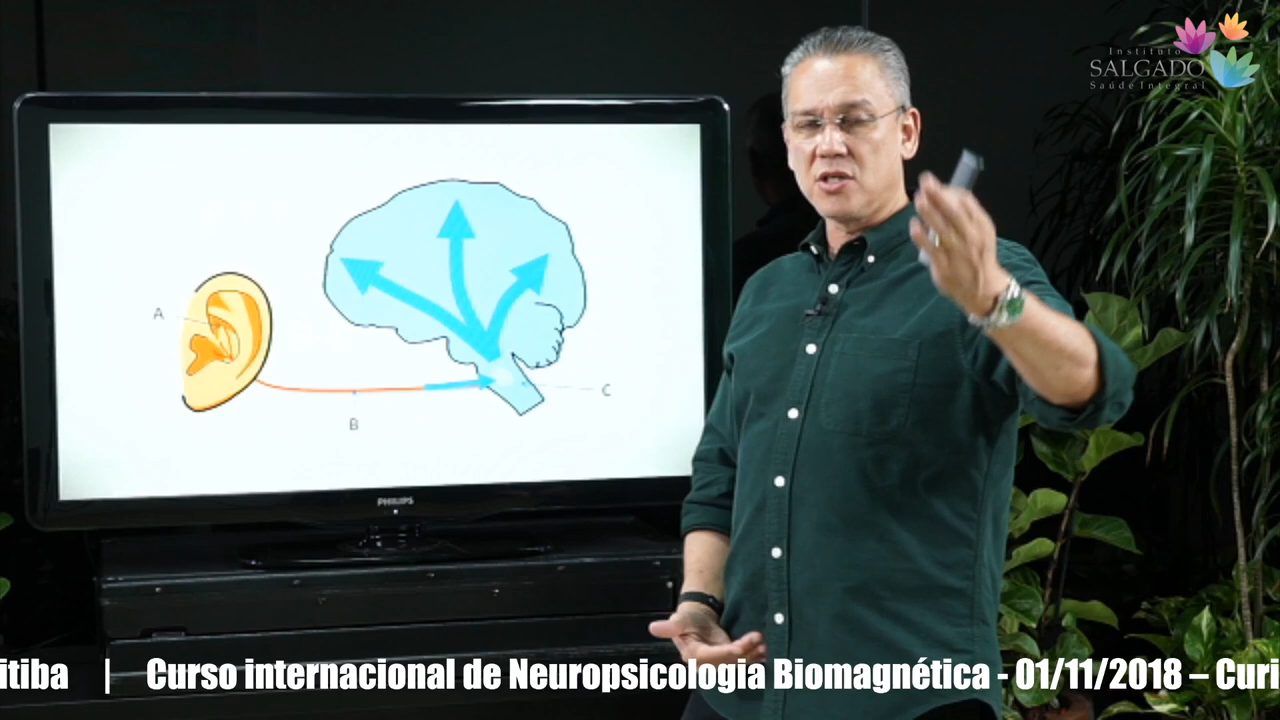 Instituto
SALGADO
Saúde Integral
A
B
C
PHILIPS
itiba | Curso internacional de Neuropsicologia Biomagnética - 01/11/2018 – Curi